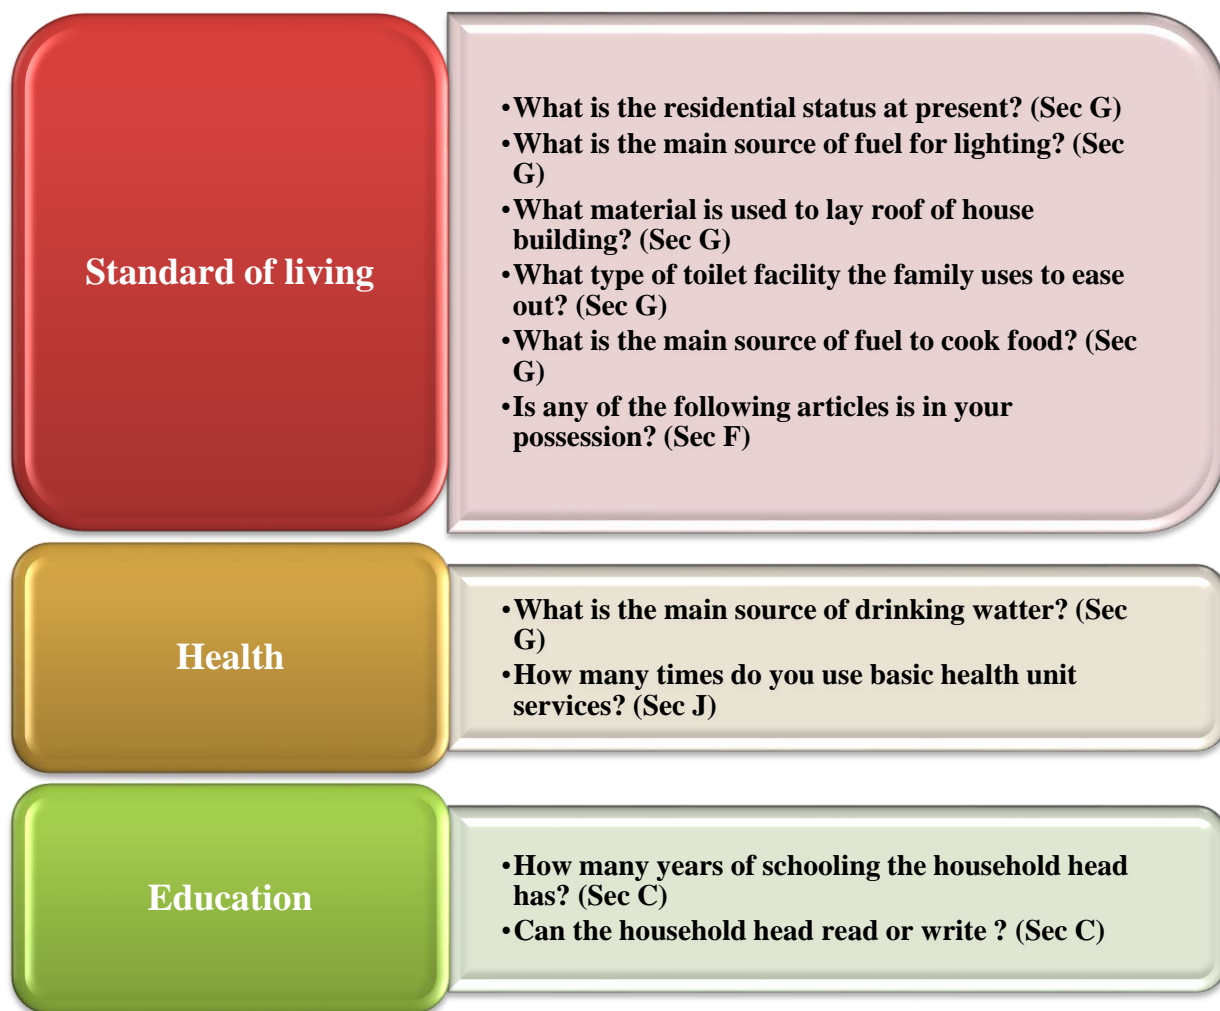 Standard of living
•What is the residential status at present? (Sec G)
•What is the main source of fuel for lighting? (Sec
G)
•What material is used to lay roof of house
building? (Sec G)
•What type of toilet facility the family uses to ease
out? (Sec G)
•What is the main source of fuel to cook food? (Sec
G)
•Is any of the following articles is in your
possession? (Sec F)
Health
•What is the main source of drinking watter? (Sec
G)
•How many times do you use basic health unit
services? (Sec J)
Education
•How many years of schooling the household head
has? (Sec C)
•Can the household head read or write ? (Sec C)